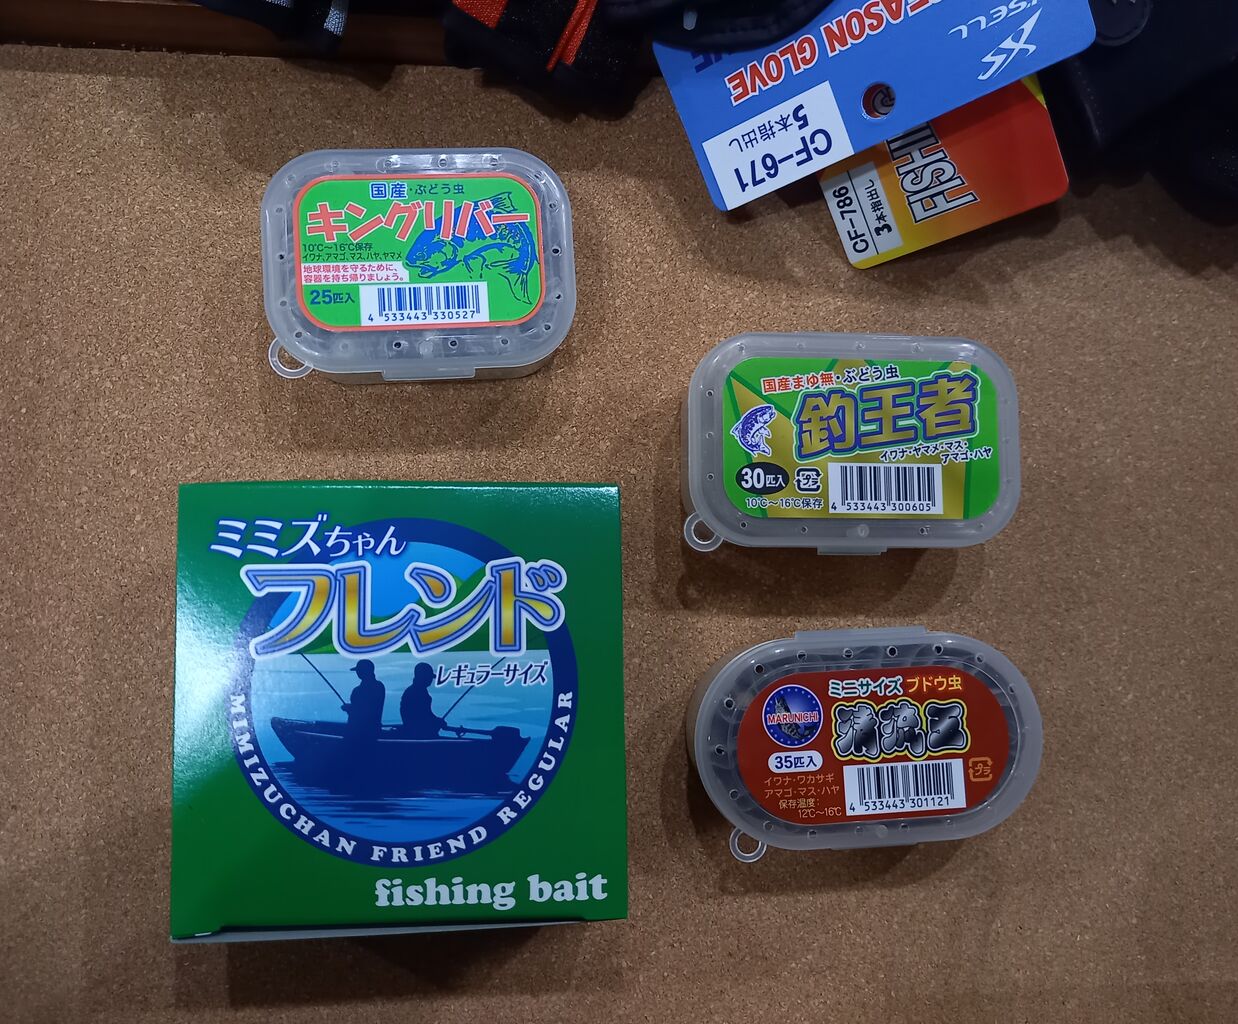 SELL
EASON GLOVE
CF-671
5本指出し
CF-786
3本指出し
国産・ぶどう虫
キングリバー
10℃~16℃保存
イワナ、アマゴ、マス、ハヤ、ヤマメ
地球環境を守るために、
容器を持ち帰りましょう。
25匹入
4 533443 330527
国産まゆ無・ぶどう虫
釣王者
イワナ・ヤマメ・マス・
アマゴ・ハヤ
30匹入
プラ
10℃~16℃保存
4 533443 300605
ミミズちゃん
フレンド
レギュラーサイズ
MIMIZUCHAN FRIEND REGULAR
fishing bait
ミニサイズ ブドウ虫
MARUNICHI
清流王
35匹入
イワナ・ワカサギ
アマゴ・マス・ハヤ
保存温度:
12℃~16℃
プラ
4 533443 301121